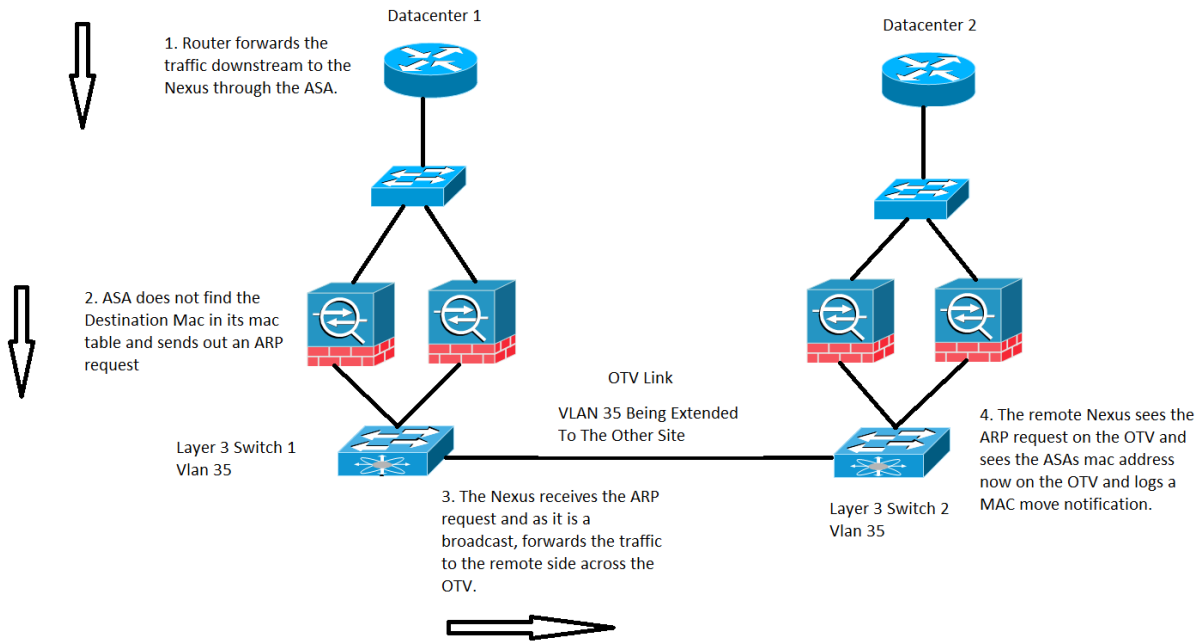 Datacenter 1
Datacenter 2
1. Router forwards the
traffic downstream to the
Nexus through the ASA.
2. ASA does not find the
Destination Mac in its mac
table and sends out an ARP
request
OTV Link
VLAN 35 Being Extended
To The Other Site
Layer 3 Switch 1
Vlan 35
3. The Nexus receives the ARP
request and as it is a
broadcast, forwards the traffic
to the remote side across the
OTV.
4. The remote Nexus sees the
ARP request on the OTV and
sees the ASAs mac address
now on the OTV and logs a
MAC move notification.
Layer 3 Switch 2
Vlan 35